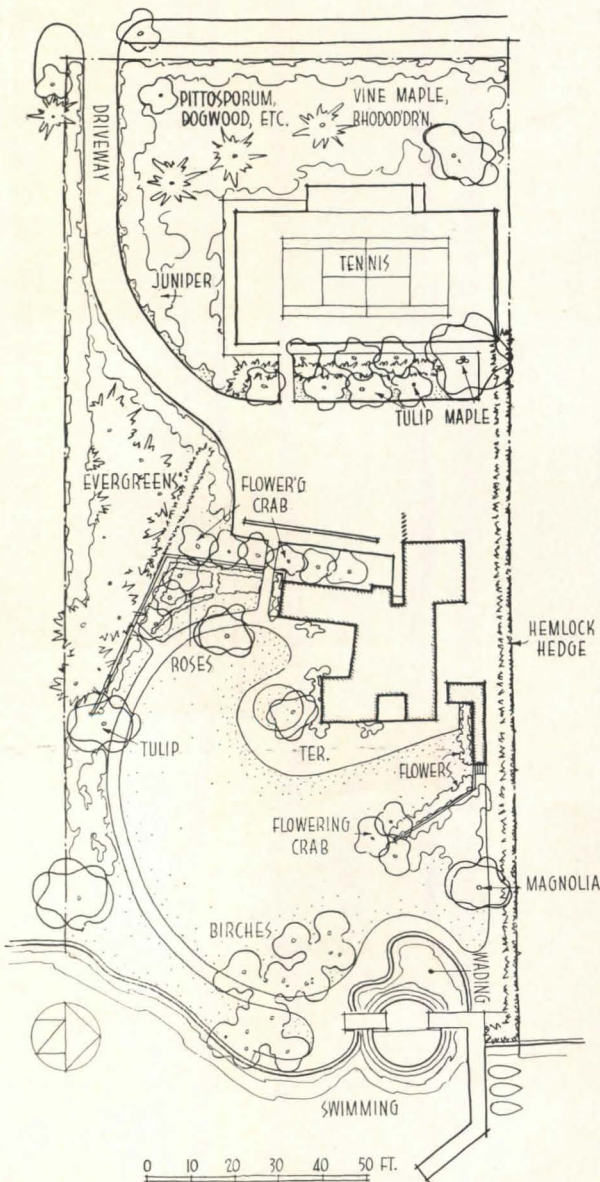 DRIVEWAY
PITTOSPORUM,
DOGWOOD, ETC.
VINE MAPLE,
RHODOD'DR'N.
TENNIS
JUNIPER
TULIP MAPLE
EVERGREENS
FLOWER'G
CRAB
HEMLOCK
HEDGE
ROSES
TULIP
TER.
FLOWERS
FLOWERING
CRAB
MAGNOLIA
BIRCHES
WADING
SWIMMING
0 10 20 30 40 50 FT.